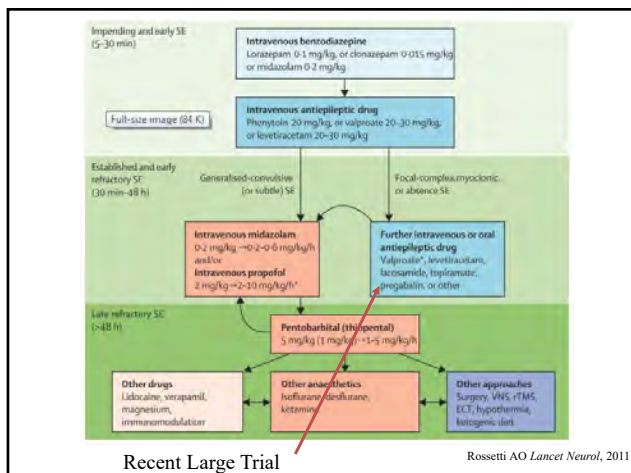 Impending and early SE
(5–30 min)
Intravenous benzodiazepine
Lorazepam 0·1 mg/kg, or clonazepam 0·015 mg/kg
or midazolam 0·2 mg/kg
Full-size image (84 K)
Intravenous antiepileptic drug
Phenytoin 20 mg/kg, or valproate 20–30 mg/kg,
or levetiracetam 20–30 mg/kg
Established and early
refractory SE
(30 min–48 h)
Generalised-convulsive
(or subtle) SE
Focal-complex, myoclonic,
or absence SE
Intravenous midazolam
0·2 mg/kg→0·2–0·6 mg/kg/h
and/or
Intravenous propofol
2 mg/kg→2–10 mg/kg/h*
Further intravenous or oral
antiepileptic drug
Valproate*, levetiracetam,
lacosamide, topiramate,
pregabalin, or other
Late refractory SE
(>48 h)
Pentobarbital (thiopental)
5 mg/kg (1 mg/kg)→1–5 mg/kg/h
Other drugs
Lidocaine, verapamil,
magnesium,
immunomodulation
Other anaesthetics
Isoflurane, desflurane,
ketamine
Other approaches
Surgery, VNS, rTMS,
ECT, hypothermia,
ketogenic diet
Recent Large Trial
Rossetti AO Lancet Neurol, 2011